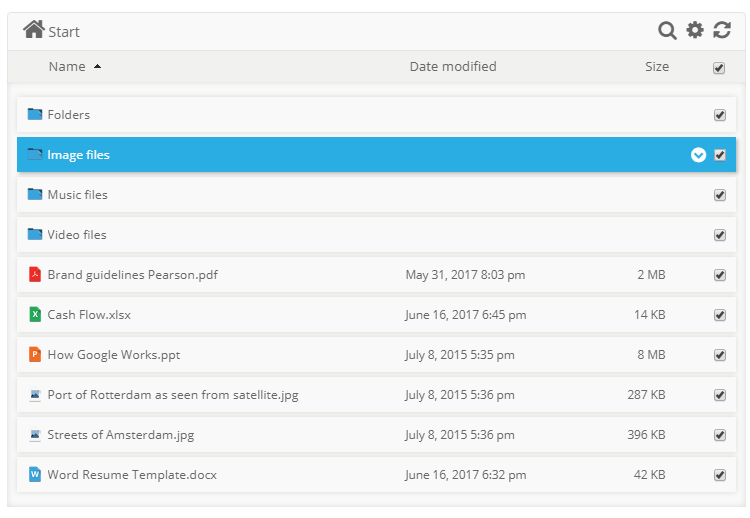 Start
Name Date modified Size
Folders
Image files
Music files
Video files
Brand guidelines Pearson.pdf May 31, 2017 8:03 pm 2 MB
Cash Flow.xlsx June 16, 2017 6:45 pm 14 KB
How Google Works.ppt July 8, 2015 5:35 pm 8 MB
Port of Rotterdam as seen from satellite.jpg July 8, 2015 5:36 pm 287 KB
Streets of Amsterdam.jpg July 8, 2015 5:36 pm 396 KB
Word Resume Template.docx June 16, 2017 6:32 pm 42 KB